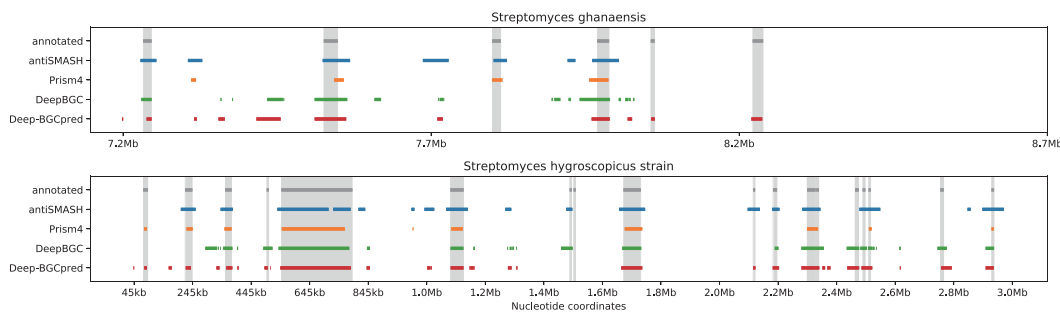 Streptomyces ghanaensis
annotated
antiSMASH
Prism4
DeepBGC
Deep-BGCpred
7.2Mb 7.7Mb 8.2Mb 8.7Mb
Streptomyces hygroscopicus strain
annotated
antiSMASH
Prism4
DeepBGC
Deep-BGCpred
45kb 245kb 445kb 645kb 845kb 1.0Mb 1.2Mb 1.4Mb 1.6Mb 1.8Mb 2.0Mb 2.2Mb 2.4Mb 2.6Mb 2.8Mb 3.0Mb
Nucleotide coordinates